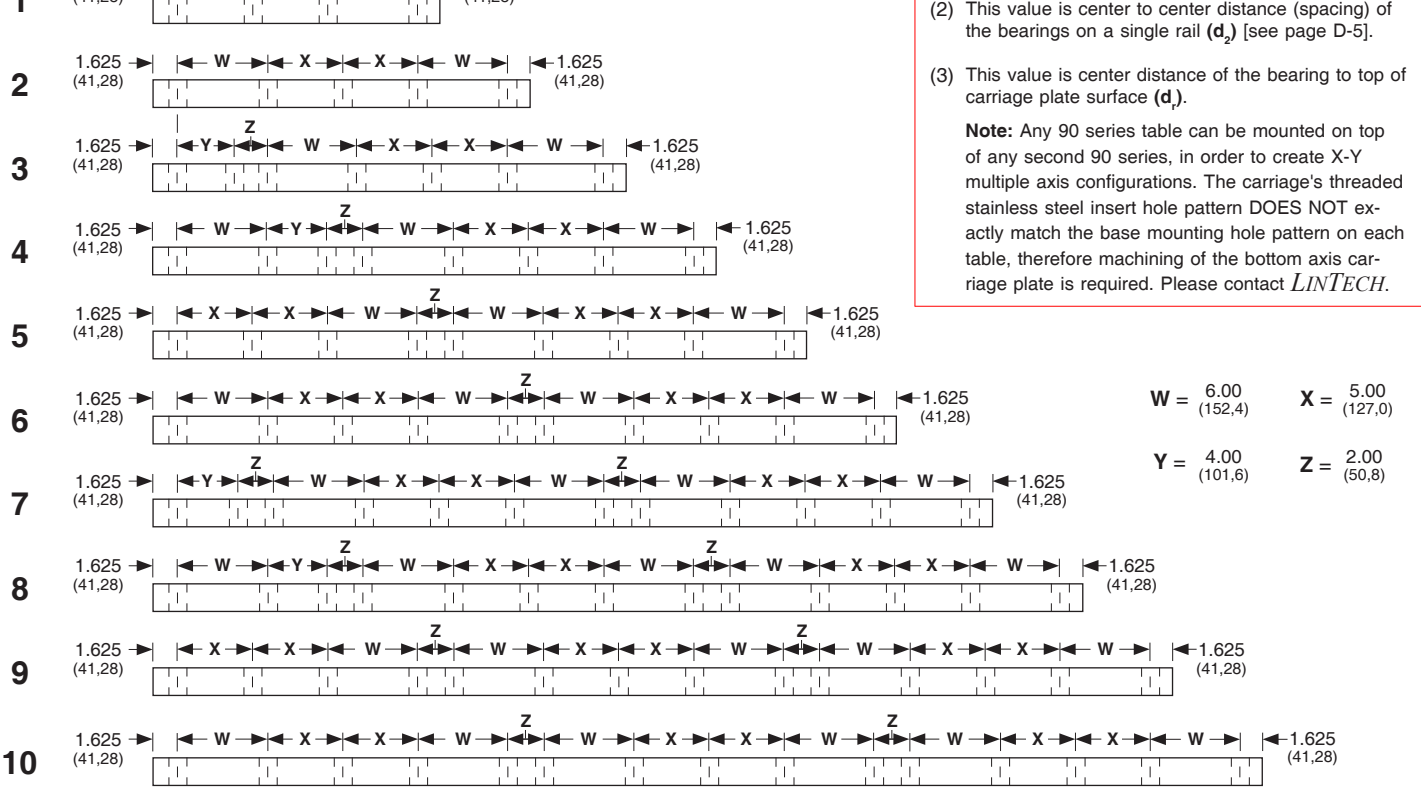 1
(2) This value is center to center distance (spacing) of
the bearings on a single rail (d2) [see page D-5].
(3) This value is center distance of the bearing to top of
carriage plate surface (dr).
Note: Any 90 series table can be mounted on top
of any second 90 series, in order to create X-Y
multiple axis configurations. The carriage's threaded
stainless steel insert hole pattern DOES NOT ex-
actly match the base mounting hole pattern on each
table, therefore machining of the bottom axis car-
riage plate is required. Please contact LINTECH.
2 1.625 W X X W 1.625
(41,28) (41,28)
Z
3 1.625 Y W X X W 1.625
(41,28) (41,28)
Z
4 1.625 W Y W X X W 1.625
(41,28) (41,28)
Z
5 1.625 X X W W X X W 1.625
(41,28) (41,28)
Z
6 1.625 W X X W W X X W 1.625
(41,28) (41,28)
W = 6.00 X = 5.00
(152,4) (127,0)
Y = 4.00 Z = 2.00
(101,6) (50,8)
Z Z
7 1.625 Y W X X W W X X W 1.625
(41,28) (41,28)
Z Z
8 1.625 W Y W X X W W X X W 1.625
(41,28) (41,28)
Z Z
9 1.625 X X W W X X W W X X W 1.625
(41,28) (41,28)
Z Z
10 1.625 W X X W W X X W W X X W 1.625
(41,28) (41,28)